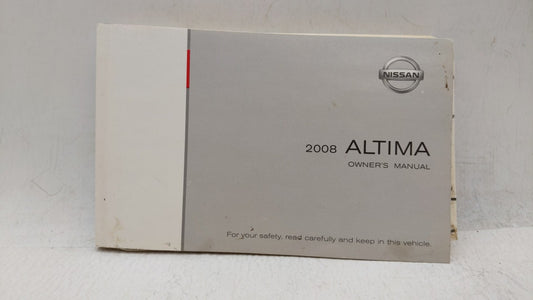 NISSAN
2008 ALTIMA
OWNER'S MANUAL
For your safety, read carefully and keep in this vehicle.